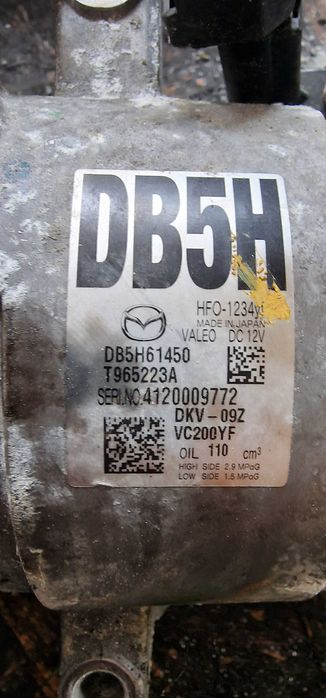 DB5H
HFO-1234yf
MADE IN JAPAN
VALEO DC 12V
DB5H61450
T965223A
SERI.NO.4120009772
DKV-09Z
VC200YF
OIL 110 cm³
HIGH SIDE 2.9 MPaG
LOW SIDE 1.5 MPaG